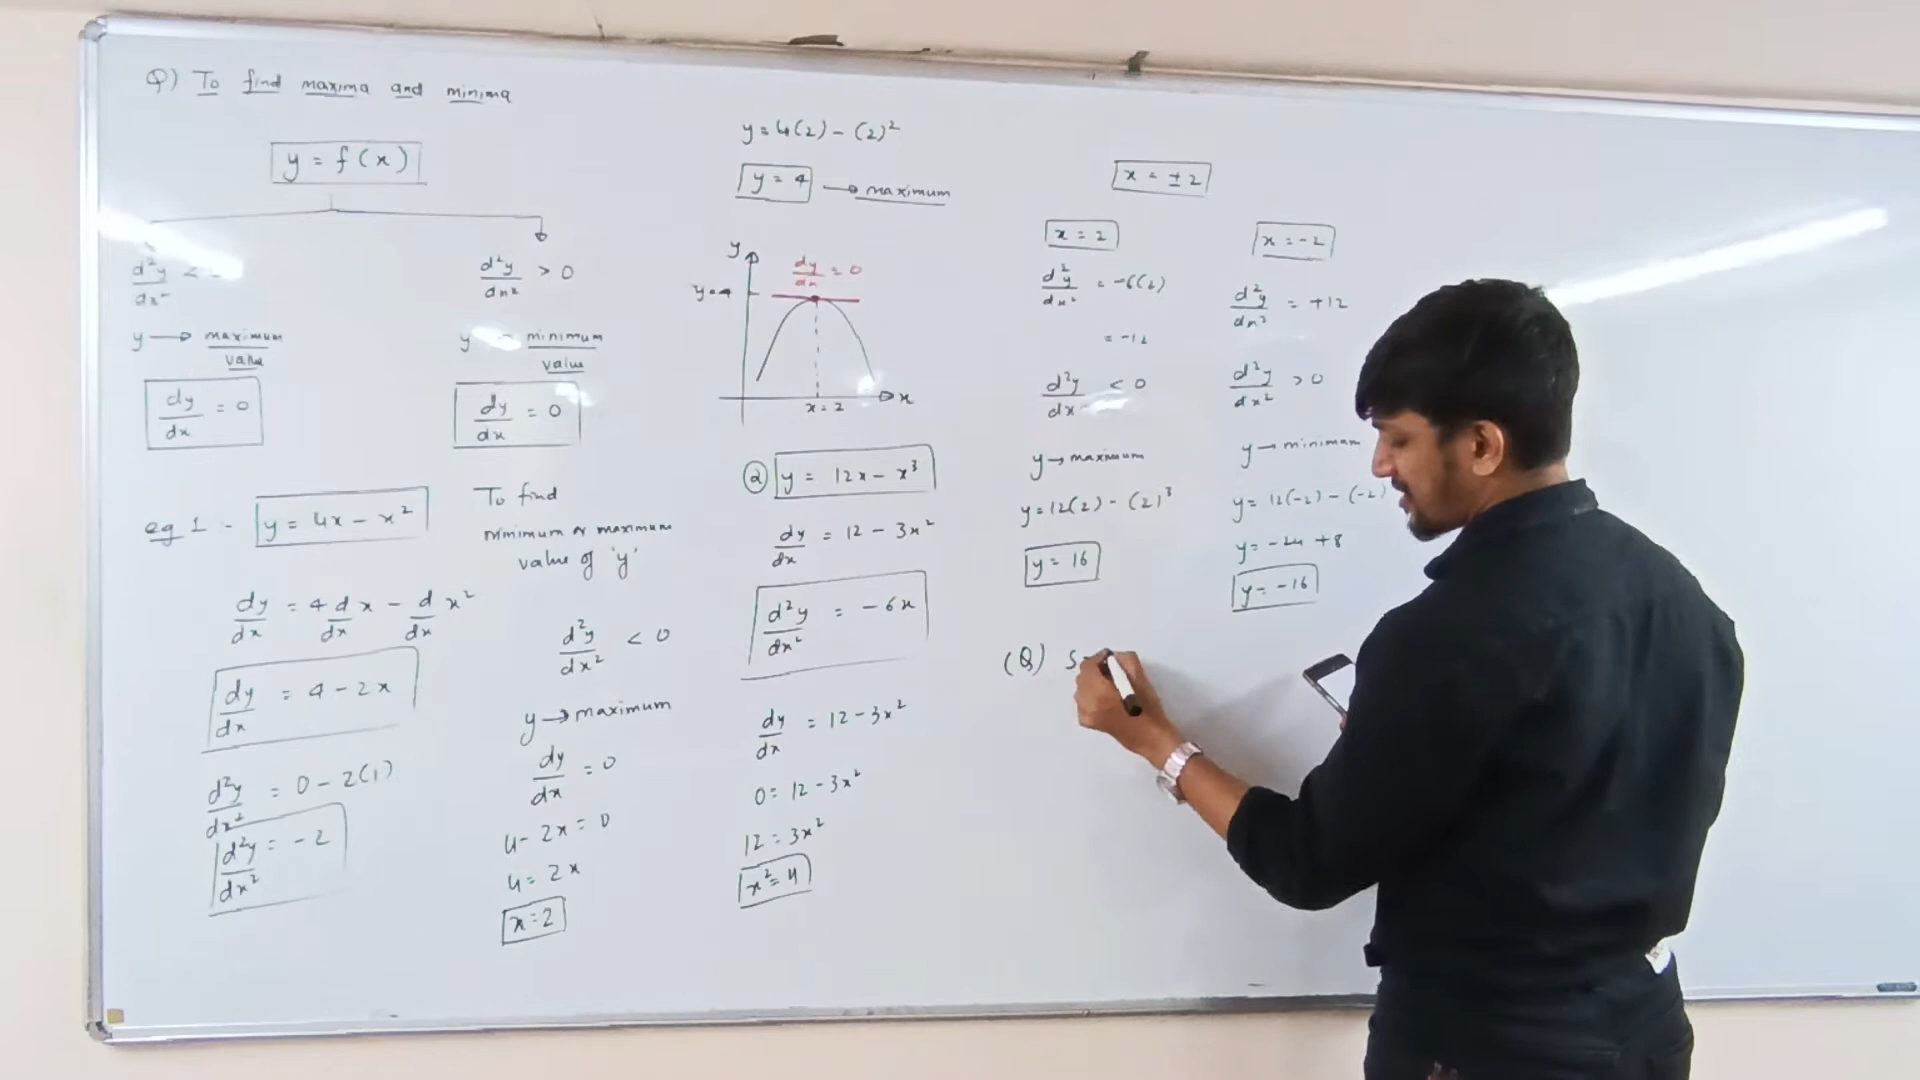 Q) To find maxima and minima
y = f(x)
d²y/dx² <
y → maximum
value
dy/dx = 0
d²y/dx² > 0
y minimum
value
dy/dx = 0
eg 1 :- y = 4x - x²
dy/dx = 4 d/dx x - d/dx x²
dy/dx = 4 - 2x
d²y/dx² = 0 - 2(1)
d²y/dx² = -2
To find
minimum or maximum
value of 'y'
d²y/dx² < 0
y → maximum
dy/dx = 0
4 - 2x = 0
4 = 2x
x = 2
y = 4(2) - (2)²
y = 4 → maximum
y
dy/dx = 0
y = 4
x = 2
x
② y = 12x - x³
dy/dx = 12 - 3x²
d²y/dx² = -6x
dy/dx = 12 - 3x²
0 = 12 - 3x²
12 = 3x²
x² = 4
x = ± 2
x = 2
d²y/dx² = -6(2)
= -12
d²y/dx < 0
y → maximum
y = 12(2) - (2)³
y = 16
x = -2
d²y/dx² = +12
d²y/dx² > 0
y → minimum
y = 12(-2) - (-2)
y = -24 + 8
y = -16
(Q) S